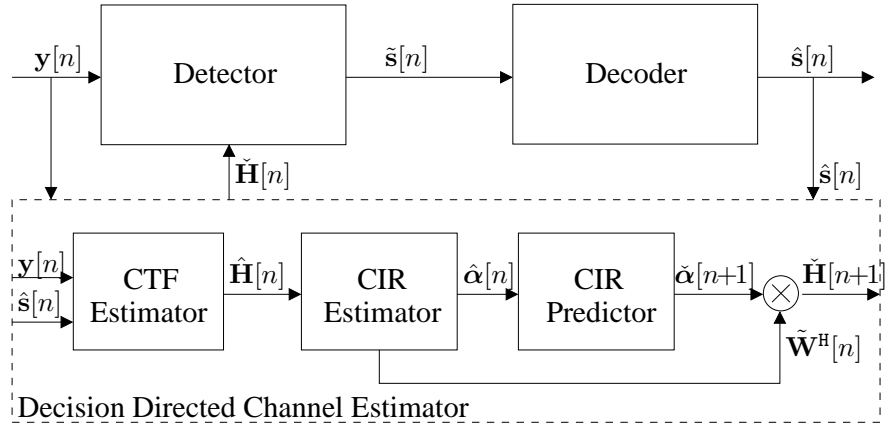 y[n]
Detector
s̃[n]
Decoder
ŝ[n]
Ȟ[n]
ŝ[n]
y[n]
ŝ[n]
CTF
Estimator
Ĥ[n]
CIR
Estimator
α̂[n]
CIR
Predictor
α̌[n+1]
×
Ȟ[n+1]
W̃ᴴ[n]
Decision Directed Channel Estimator